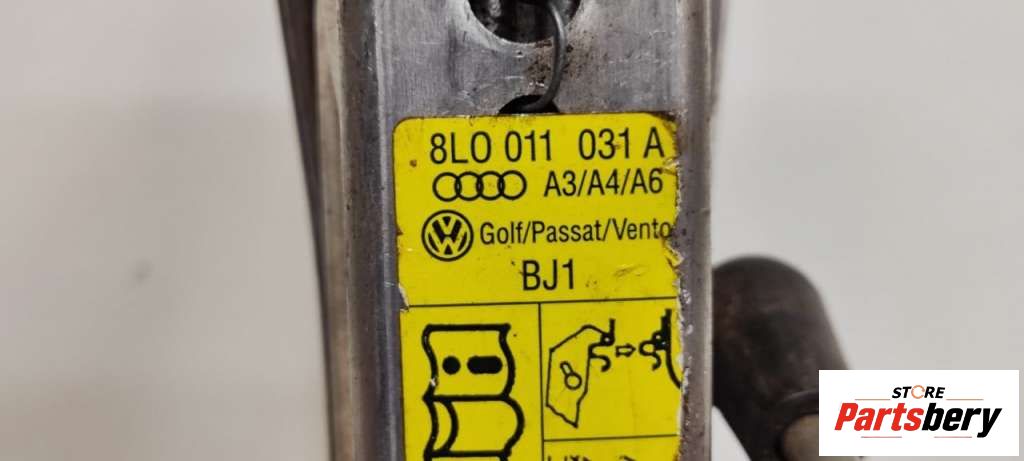 8L0 011 031 A
A3/A4/A6
Golf/Passat/Vento
BJ1
STORE
Partsbery